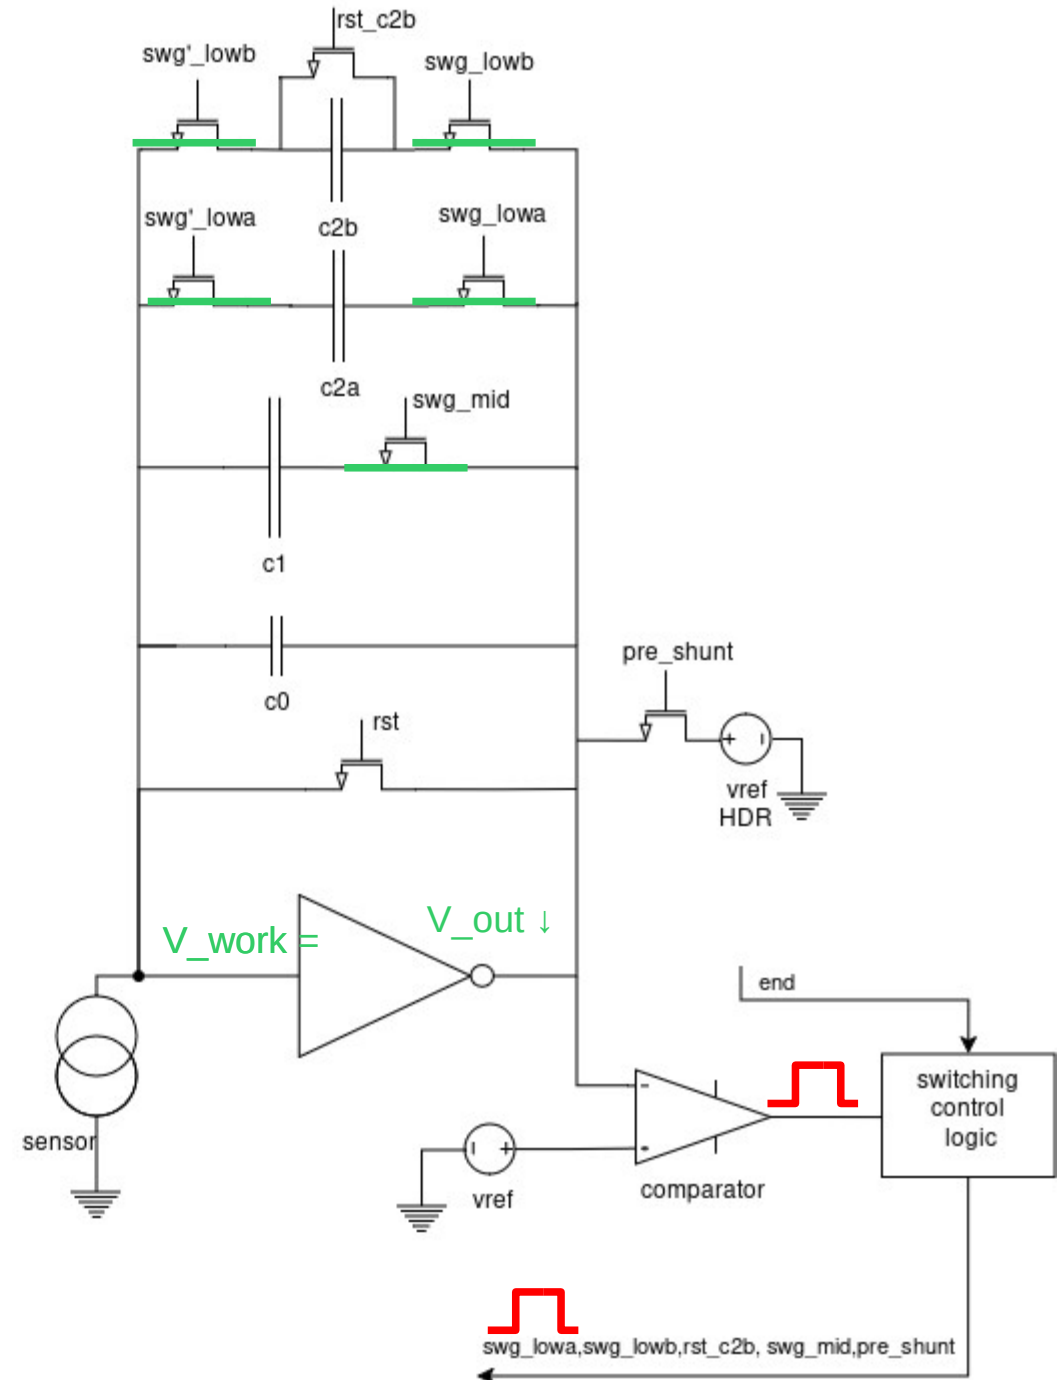 rst_c2b
swg'_lowb
swg_lowb
c2b
swg'_lowa
swg_lowa
c2a
swg_mid
c1
c0
pre_shunt
rst
vref
HDR
V_work =
V_out ↓
end
sensor
switching
control
logic
comparator
vref
swg_lowa,swg_lowb,rst_c2b, swg_mid,pre_shunt